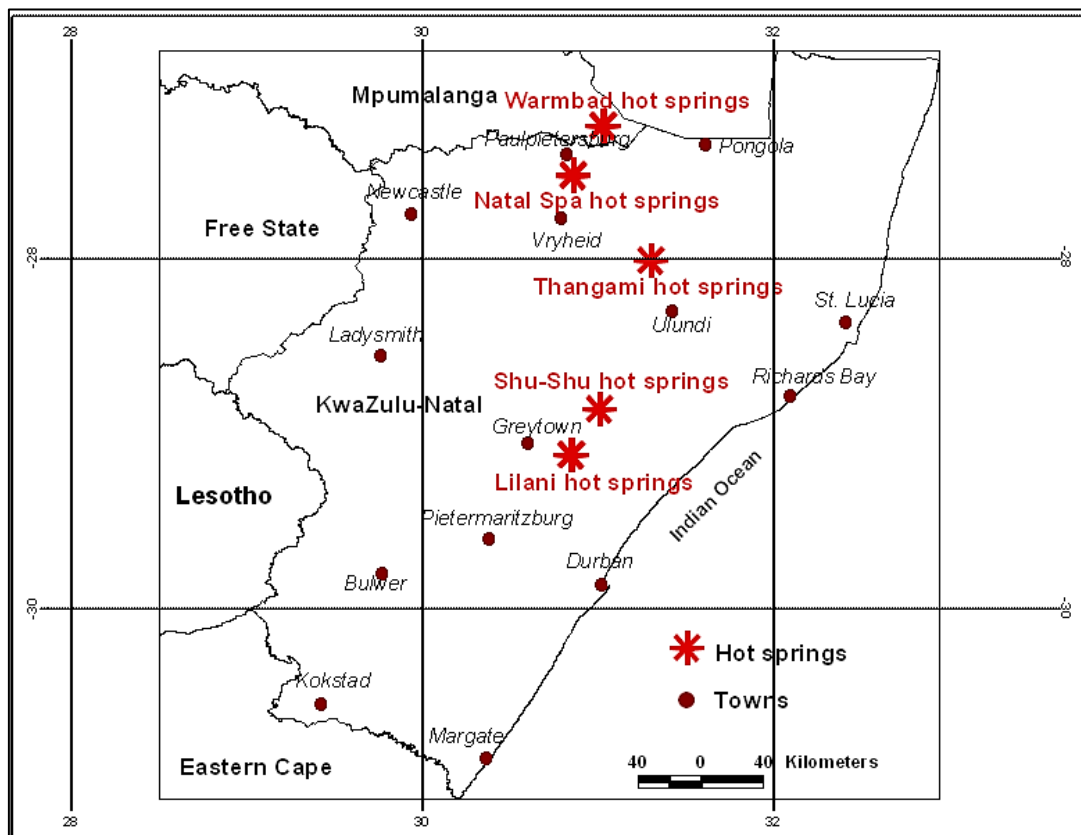 28
30
32
Mpumalanga
Warmbad hot springs
Paulpietersburg
Pongola
Newcastle
Natal Spa hot springs
Free State
Vryheid
-28
-28
Thangami hot springs
St. Lucia
Ulundi
Ladysmith
Shu-Shu hot springs
Richards Bay
KwaZulu-Natal
Greytown
Lesotho
Lilani hot springs
Indian Ocean
Pietermaritzburg
Durban
Bulwer
-30
-30
Hot springs
Kokstad
Towns
Margate
Eastern Cape
40 0 40 Kilometers
28
30
32